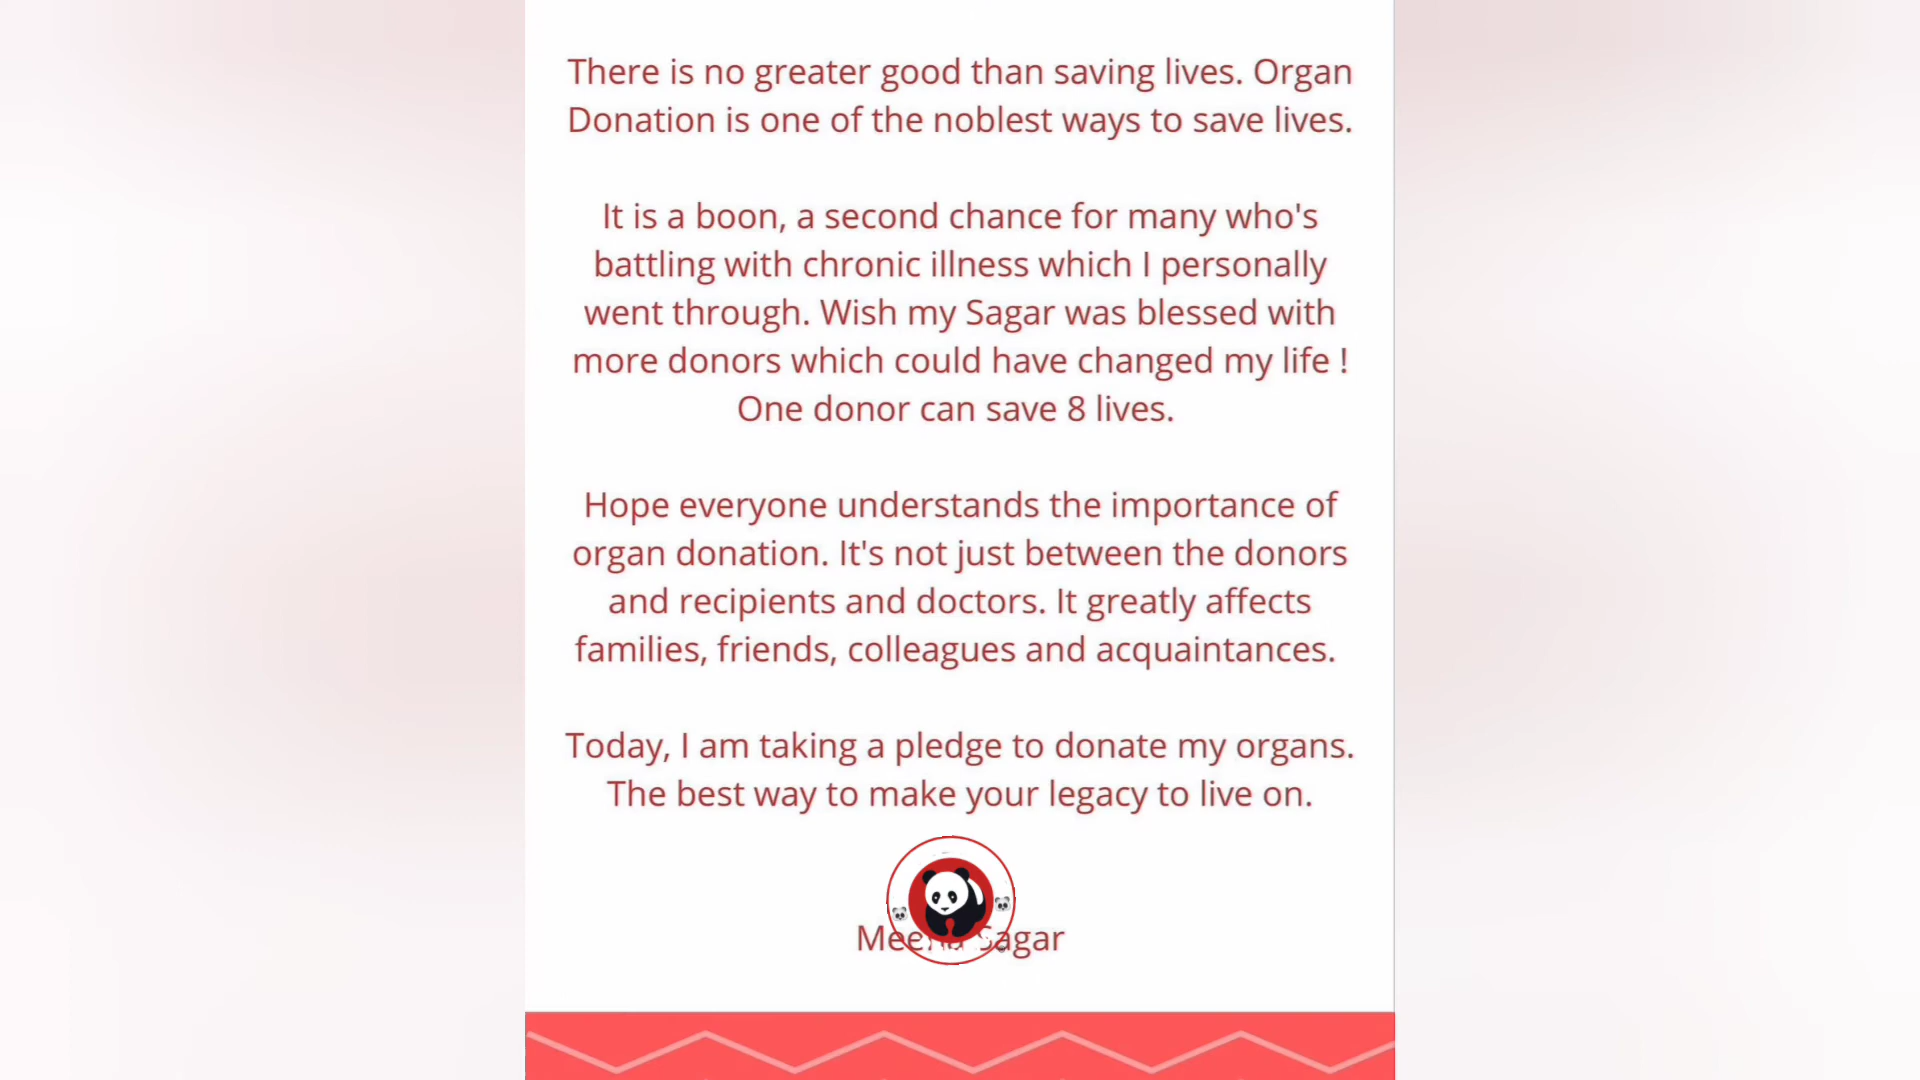 There is no greater good than saving lives. Organ
Donation is one of the noblest ways to save lives.
It is a boon, a second chance for many who's
battling with chronic illness which I personally
went through. Wish my Sagar was blessed with
more donors which could have changed my life !
One donor can save 8 lives.
Hope everyone understands the importance of
organ donation. It's not just between the donors
and recipients and doctors. It greatly affects
families, friends, colleagues and acquaintances.
Today, I am taking a pledge to donate my organs.
The best way to make your legacy to live on.
Sagar